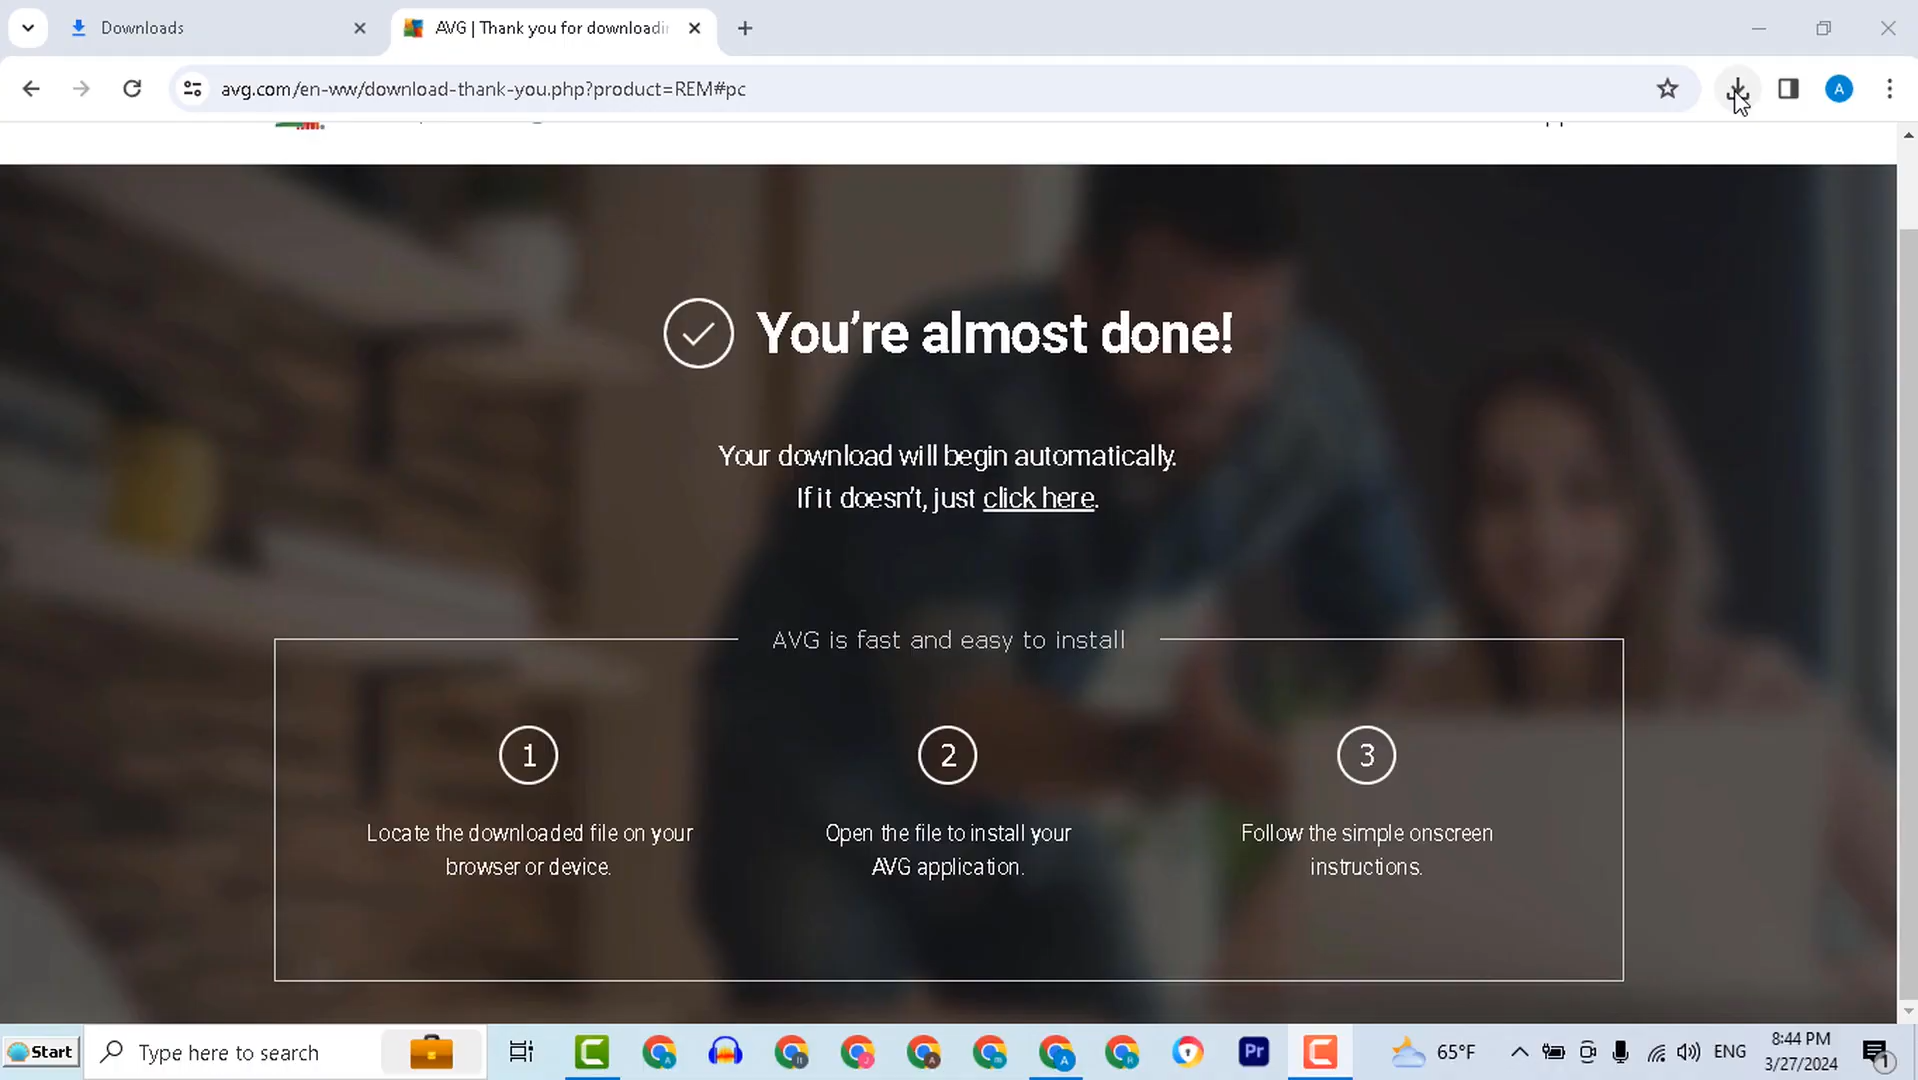 Downloads
AVG | Thank you for downloadin
avg.com/en-ww/download-thank-you.php?product=REM#pc
A
You're almost done!
Your download will begin automatically.
If it doesn't, just click here.
AVG is fast and easy to install
1
2
3
Locate the downloaded file on your
browser or device.
Open the file to install your
AVG application.
Follow the simple onscreen
instructions.
Start
Type here to search
Pr
65°F
ENG
8:44 PM
3/27/2024
1